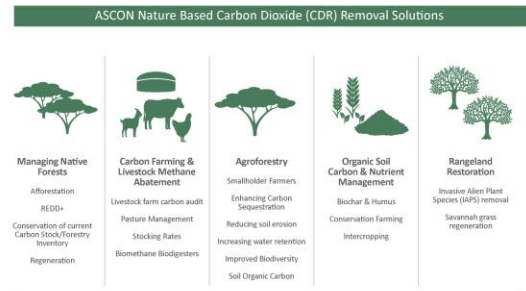 ASCON Nature Based Carbon Dioxide (CDR) Removal Solutions
Managing Native
Forests
Afforestation
REDD+
Conservation of current
Carbon Stock/Forestry
Inventory
Regeneration
Carbon Farming &
Livestock Methane
Abatement
Livestock farm carbon audit
Pasture Management
Stocking Rates
Biomethane Biodigesters
Agroforestry
Smallholder Farmers
Enhancing Carbon
Sequestration
Reducing soil erosion
Increasing water retention
Improved Biodiversity
Soil Organic Carbon
Organic Soil
Carbon & Nutrient
Management
Biochar & Humus
Conservation Farming
Intercropping
Rangeland
Restoration
Invasive Alien Plant
Species (IAPS) removal
Savannah grass
regeneration